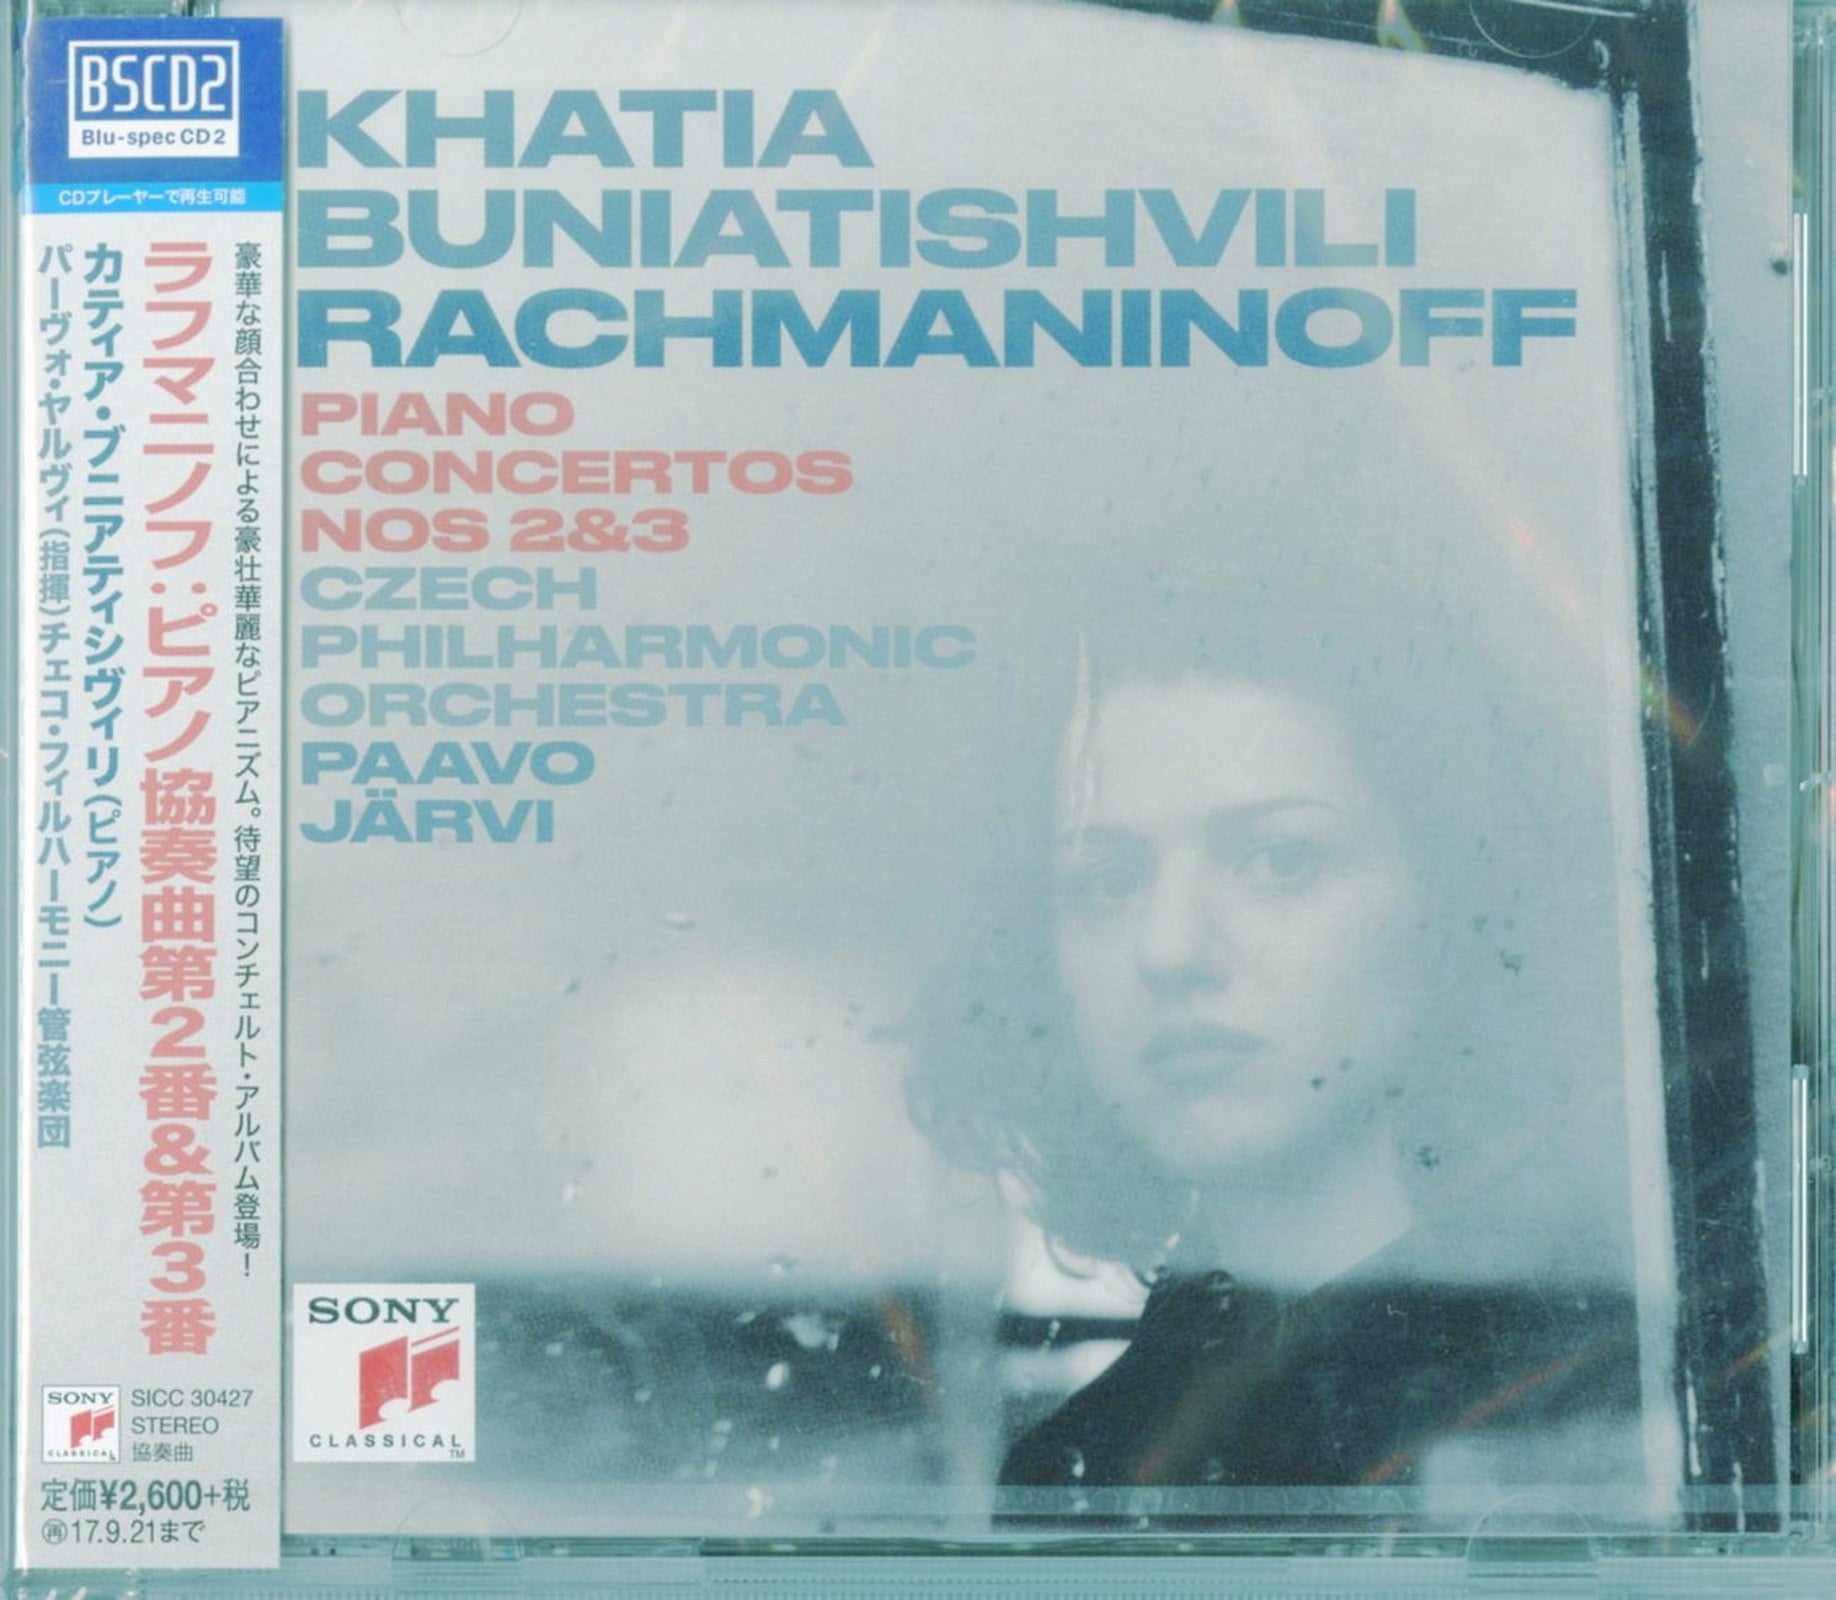 BSCD2
Blu-spec CD 2
CDプレーヤーで再生可能
豪華な顔合わせによる豪壮華麗なピアニズム。待望のコンチェルト・アルバム登場！
ラフマニノフ:ピアノ協奏曲第2番&第3番
カティア・ブニアティシヴィリ(ピアノ)
パーヴォ・ヤルヴィ(指揮)チェコ・フィルハーモニー管弦楽団
SONY
CLASSICAL
SICC 30427
STEREO
協奏曲
定価¥2,600+税
㊢17.9.21まで
KHATIA
BUNIATISHVILI
RACHMANINOFF
PIANO
CONCERTOS
NOS 2&3
CZECH
PHILHARMONIC
ORCHESTRA
PAAVO
JÄRVI
SONY
CLASSICAL
TM